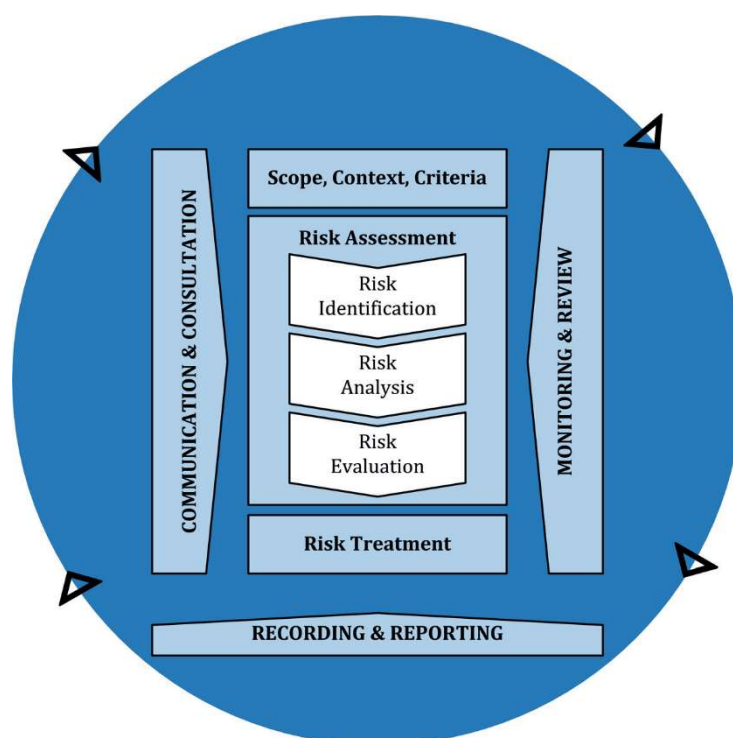 Scope, Context, Criteria
Risk Assessment
Risk
Identification
Risk
Analysis
Risk
Evaluation
Risk Treatment
COMMUNICATION & CONSULTATION
MONITORING & REVIEW
RECORDING & REPORTING